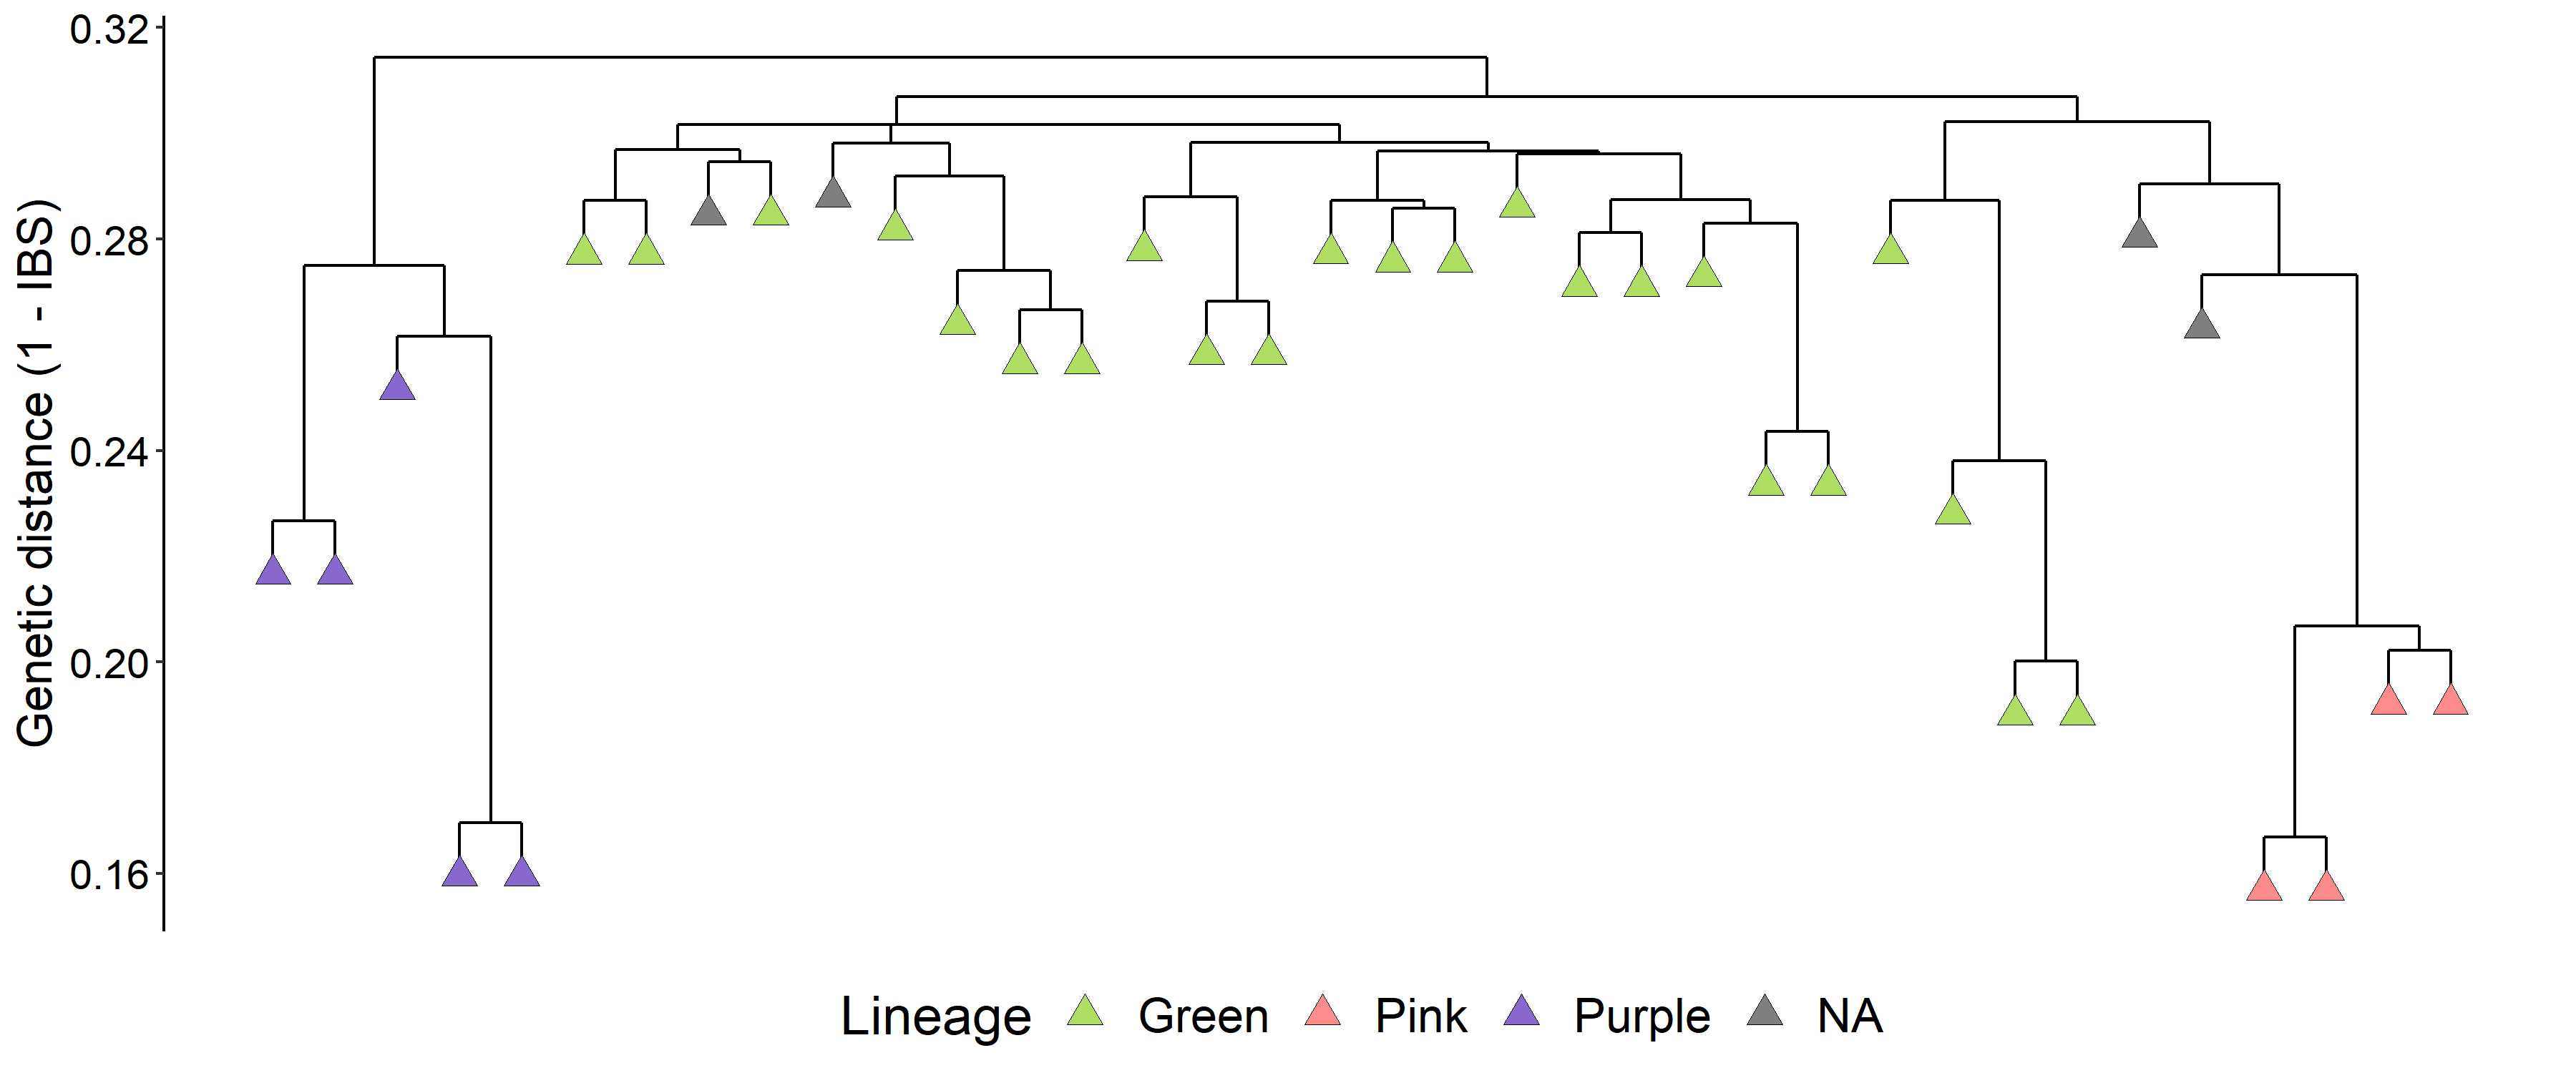 Genetic distance (1 - IBS)
0.32
0.28
0.24
0.20
0.16
Lineage Green Pink Purple NA